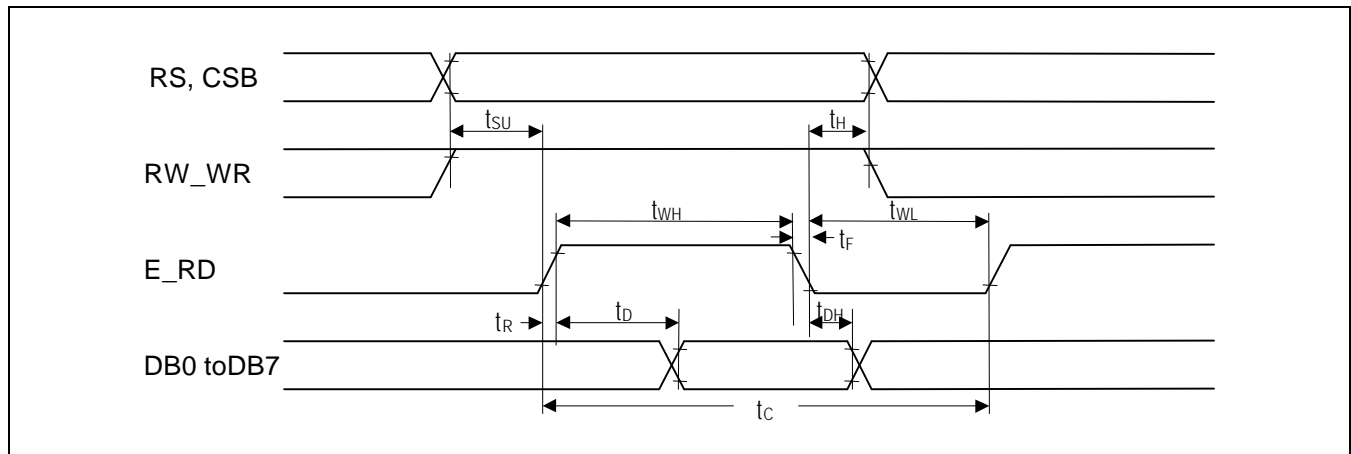 RS, CSB
tSU
tH
RW_WR
tWH
tWL
tF
E_RD
tR
tD
tDH
DB0 toDB7
tC